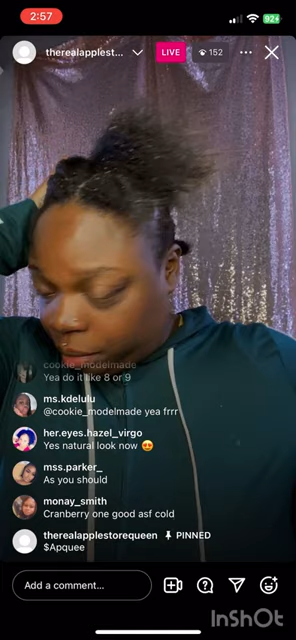 2:57
92
therealapplest...
LIVE
152
cookie_modelmade
Yea do it like 8 or 9
ms.kdelulu
@cookie_modelmade yea frrr
her.eyes.hazel_virgo
Yes natural look now 😍
mss.parker_
As you should
monay_smith
Cranberry one good asf cold
therealapplestorequeen PINNED
$Apquee
Add a comment...
InShOt